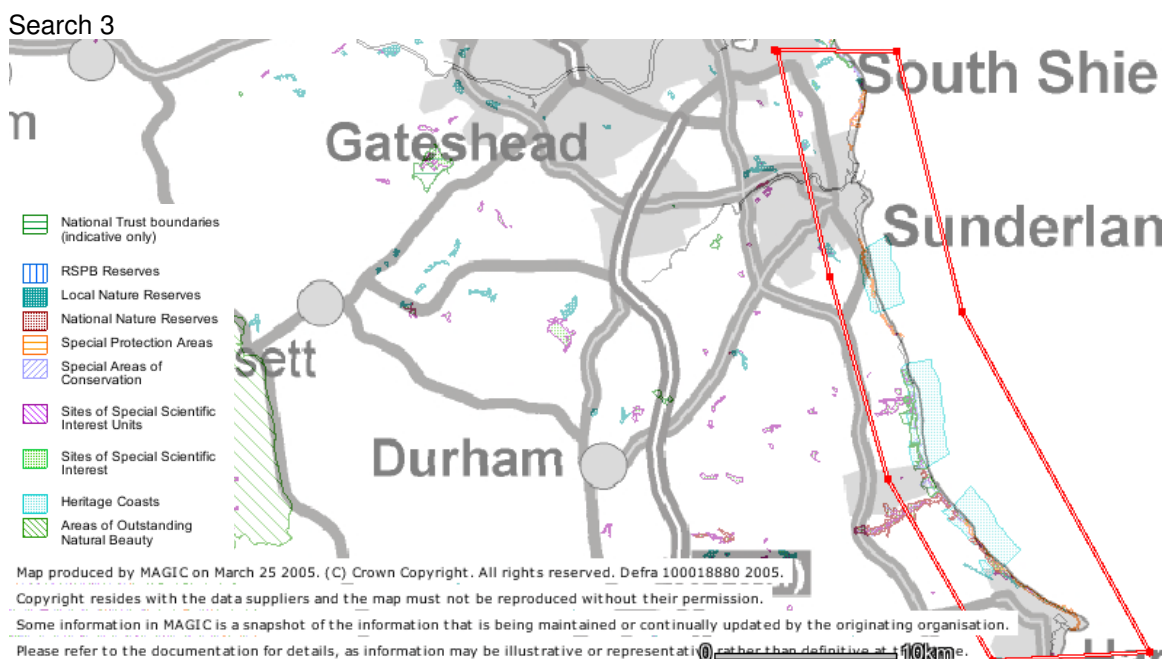 Search 3
South Shie
m
Gateshead
Sunderlan
National Trust boundaries
(indicative only)
RSPB Reserves
Local Nature Reserves
National Nature Reserves
Special Protection Areas
Special Areas of
Conservation
sett
Sites of Special Scientific
Interest Units
Durham
Sites of Special Scientific
Interest
Heritage Coasts
Areas of Outstanding
Natural Beauty
Map produced by MAGIC on March 25 2005. (C) Crown Copyright. All rights reserved. Defra 100018880 2005.
Copyright resides with the data suppliers and the map must not be reproduced without their permission.
Some information in MAGIC is a snapshot of the information that is being maintained or continually updated by the originating organisation.
Please refer to the documentation for details, as information may be illustrative or representative rather than definitive at
0 10km